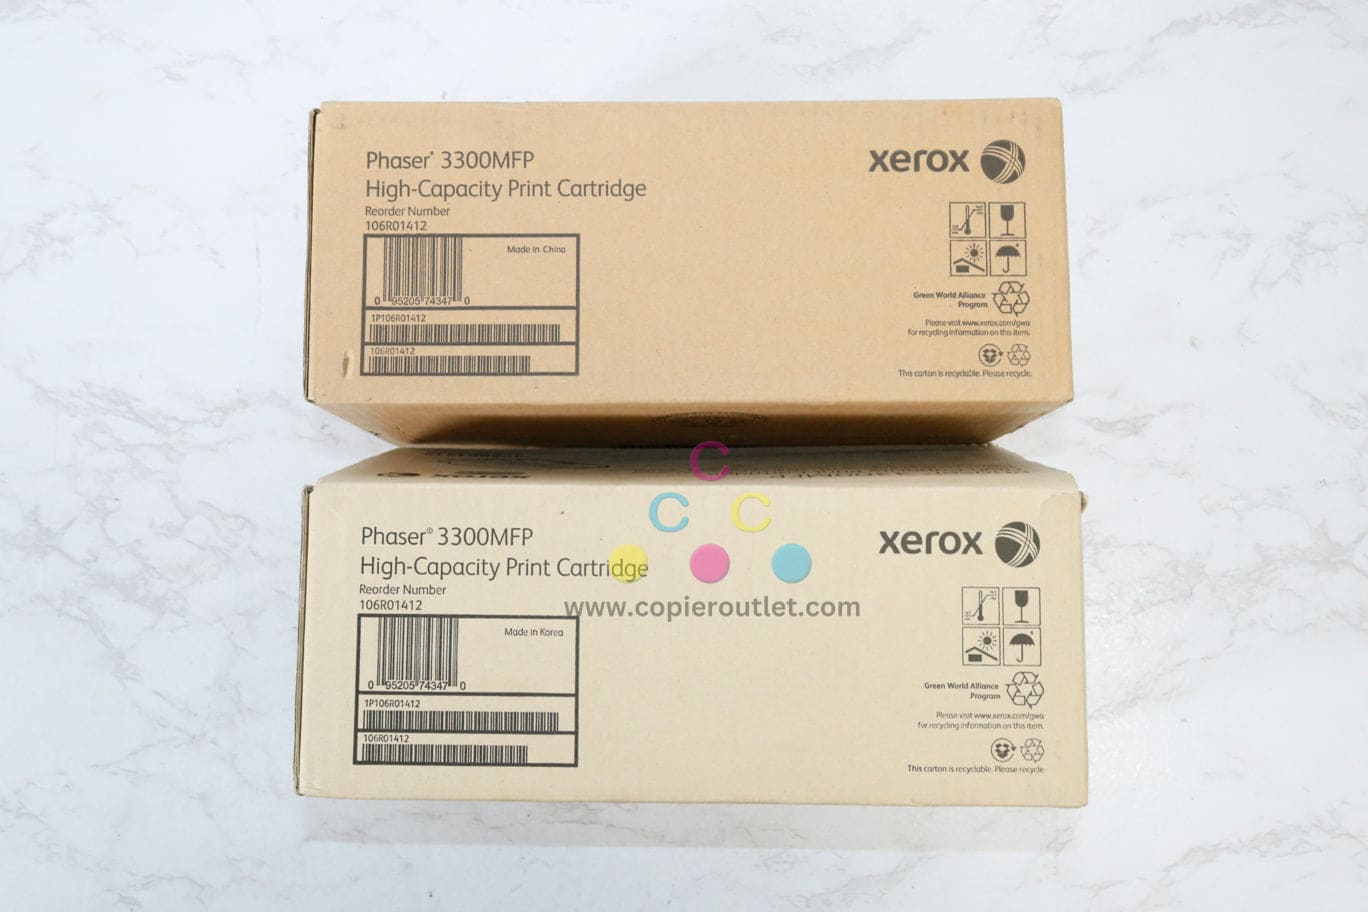 Phaser® 3300MFP
High-Capacity Print Cartridge
Reorder Number
106R01412
Made in China
0 95205 74347 0
1P106R01412
106R01412
xerox
Green World Alliance
Program
Please visit www.xerox.com/gwa
for recycling information on this item.
This carton is recyclable. Please recycle.
xerox
C
C C
Phaser® 3300MFP
High-Capacity Print Cartridge
Reorder Number
106R01412
Made in Korea
0 95205 74347 0
1P106R01412
106R01412
www.copieroutlet.com
xerox
Green World Alliance
Program
Please visit www.xerox.com/gwa
for recycling information on this item.
This carton is recyclable. Please recycle.